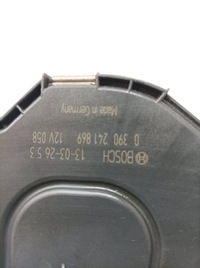 BOSCH 13-03-26 5 3
0 390 241 869 12V 058
Made in Germany